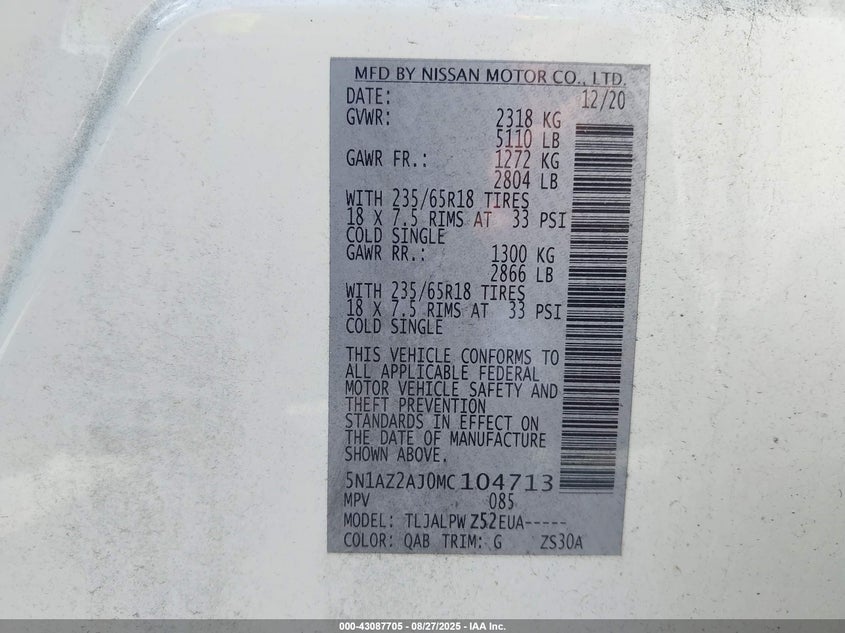 MFD BY NISSAN MOTOR CO., LTD.
DATE: 12/20
GVWR: 2318 KG
5110 LB
GAWR FR.: 1272 KG
2804 LB
WITH 235/65R18 TIRES
18 X 7.5 RIMS AT 33 PSI
COLD SINGLE
GAWR RR.: 1300 KG
2866 LB
WITH 235/65R18 TIRES
18 X 7.5 RIMS AT 33 PSI
COLD SINGLE
THIS VEHICLE CONFORMS TO
ALL APPLICABLE FEDERAL
MOTOR VEHICLE SAFETY AND
THEFT PREVENTION
STANDARDS IN EFFECT ON
THE DATE OF MANUFACTURE
SHOWN ABOVE.
5N1AZ2AJ0MC104713
MPV 085
MODEL: TLJALPW Z52EUA-----
COLOR: QAB TRIM: G ZS30A
000-43087705 - 08/27/2025 - IAA Inc.